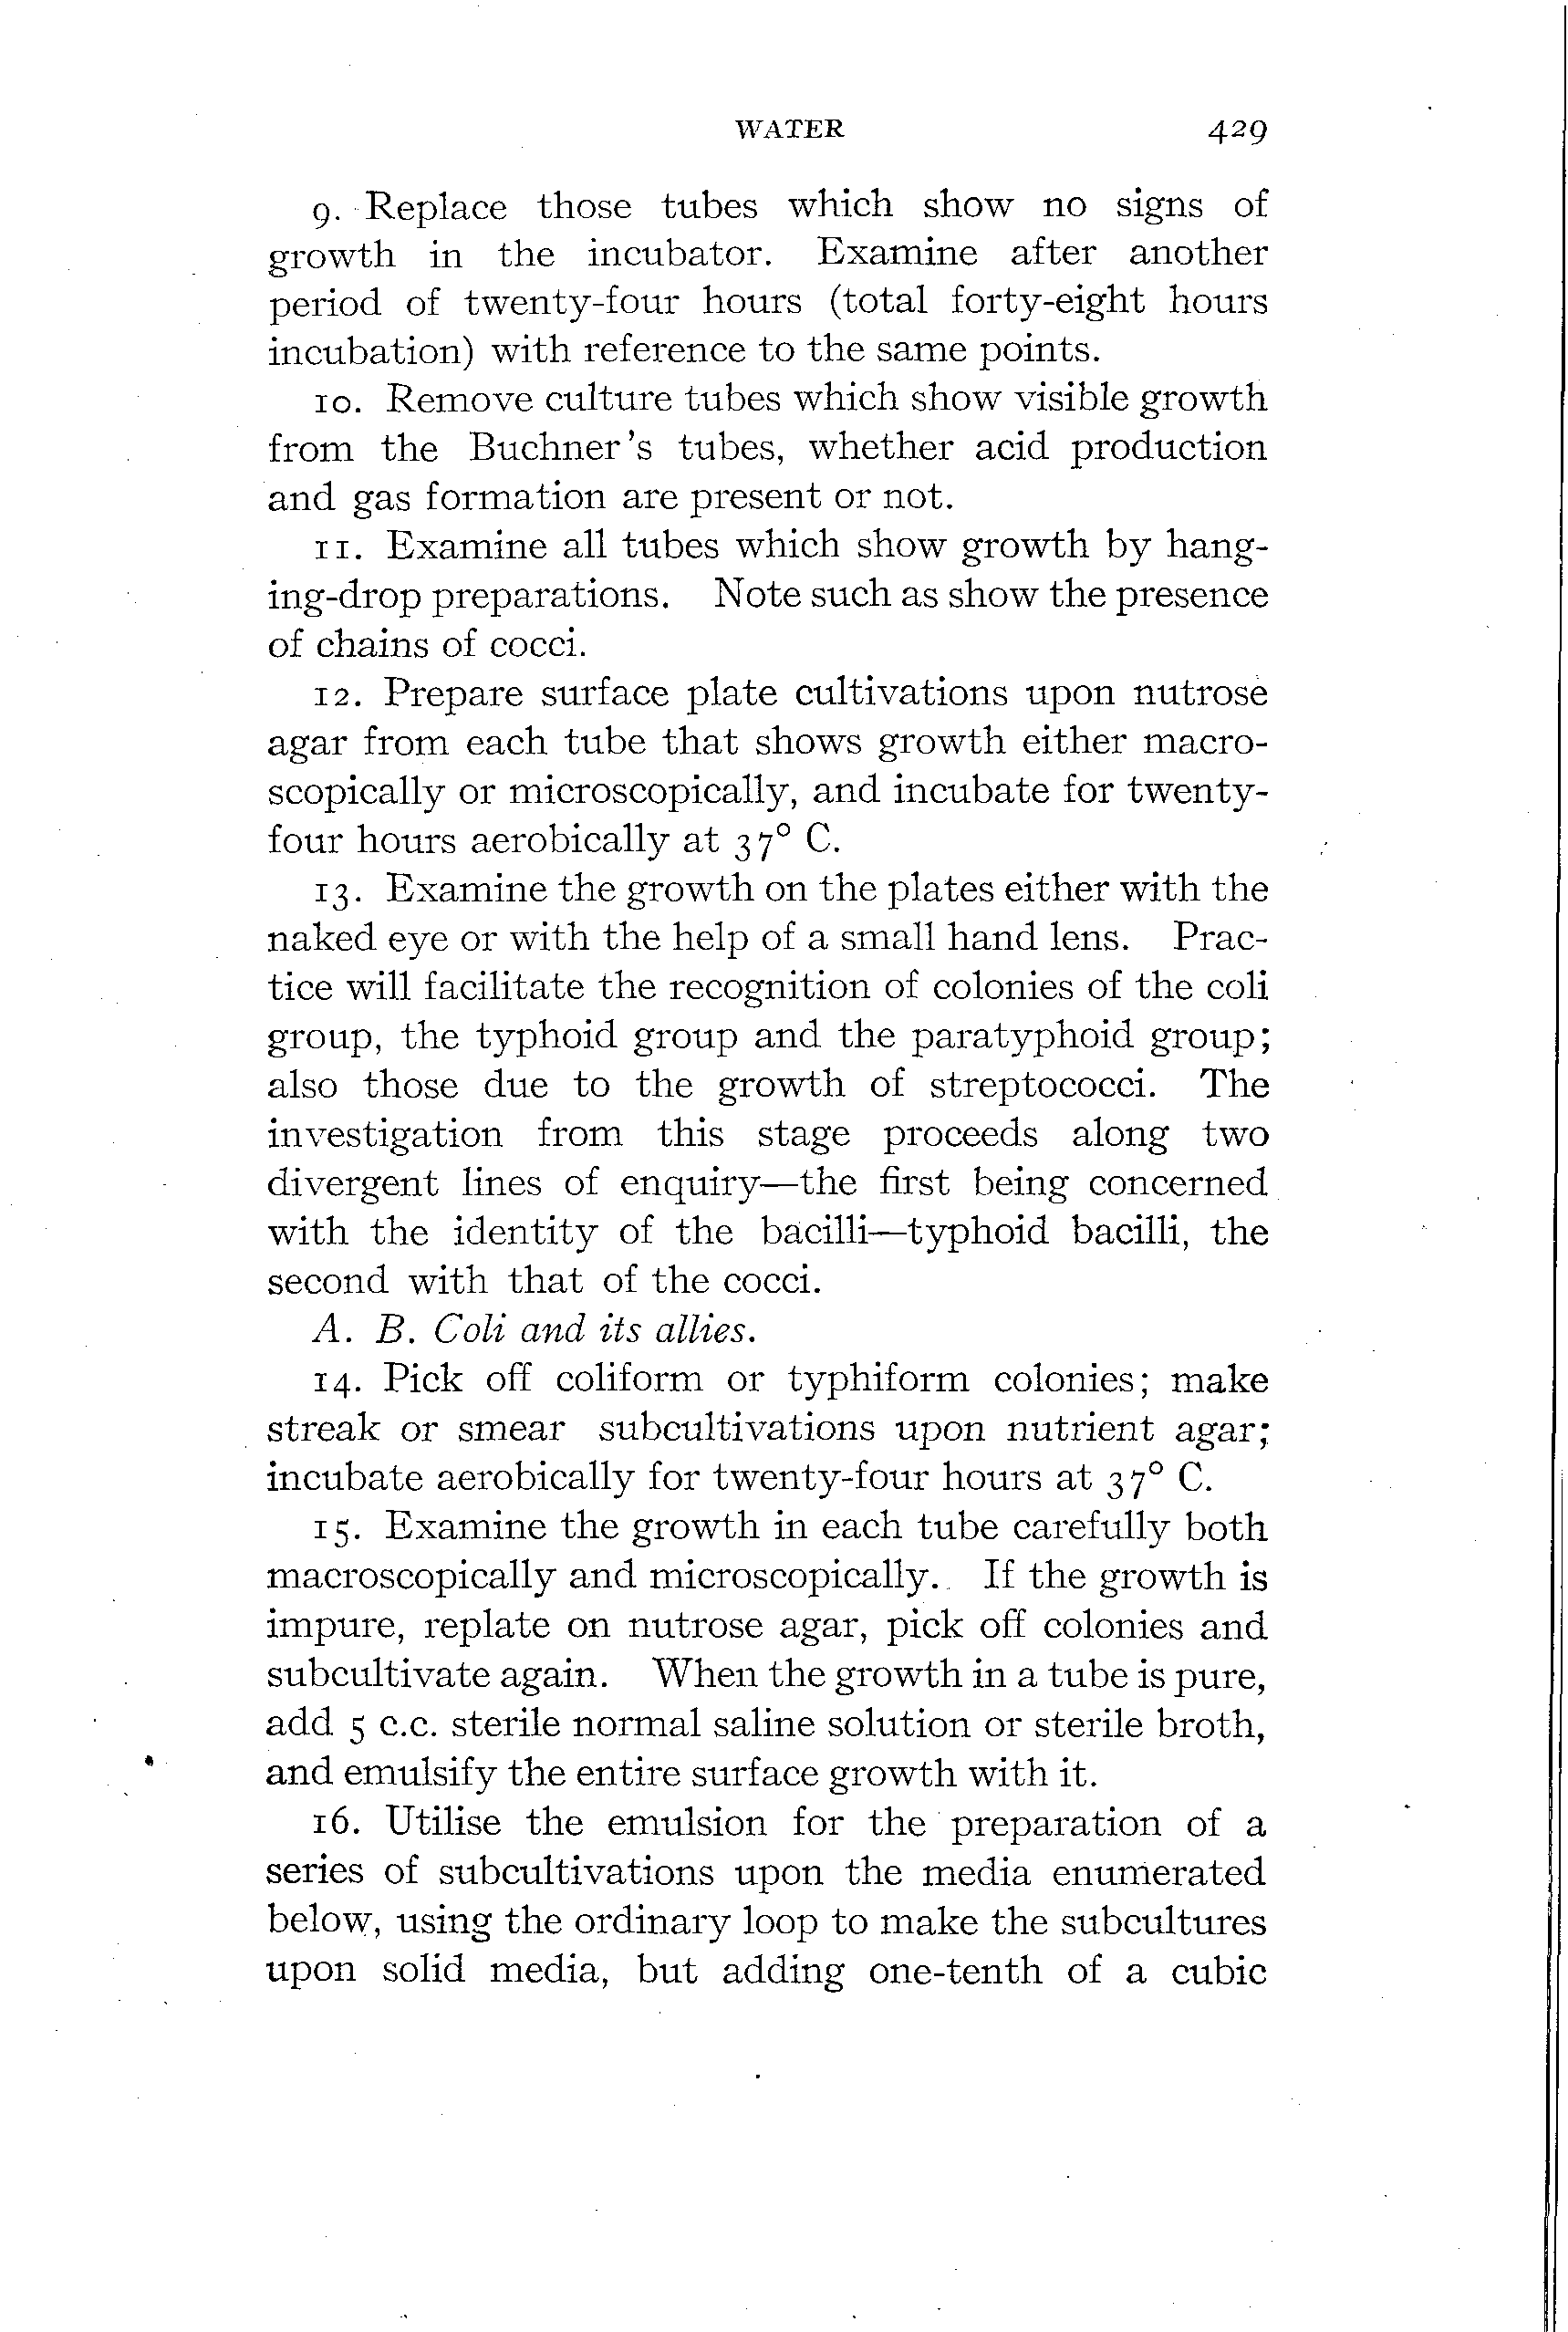 WATER 429
9. Replace those tubes which show no signs of
growth in the incubator. Examine after another
period of twenty-four hours (total forty-eight hours
incubation) with reference to the same points.
10. Remove culture tubes which show visible growth
from the Buchner's tubes, whether acid production
and gas formation are present or not.
11. Examine all tubes which show growth by hang-
ing-drop preparations. Note such as show the presence
of chains of cocci.
12. Prepare surface plate cultivations upon nutrose
agar from each tube that shows growth either macro-
scopically or microscopically, and incubate for twenty-
four hours aerobically at 37° C.
13. Examine the growth on the plates either with the
naked eye or with the help of a small hand lens. Prac-
tice will facilitate the recognition of colonies of the coli
group, the typhoid group and the paratyphoid group;
also those due to the growth of streptococci. The
investigation from this stage proceeds along two
divergent lines of enquiry—the first being concerned
with the identity of the bacilli—typhoid bacilli, the
second with that of the cocci.
A. B. Coli and its allies.
14. Pick off coliform or typhiform colonies; make
streak or smear subcultivations upon nutrient agar;
incubate aerobically for twenty-four hours at 37° C.
15. Examine the growth in each tube carefully both
macroscopically and microscopically. If the growth is
impure, replate on nutrose agar, pick off colonies and
subcultivate again. When the growth in a tube is pure,
add 5 c.c. sterile normal saline solution or sterile broth,
and emulsify the entire surface growth with it.
16. Utilise the emulsion for the preparation of a
series of subcultivations upon the media enumerated
below, using the ordinary loop to make the subcultures
upon solid media, but adding one-tenth of a cubic